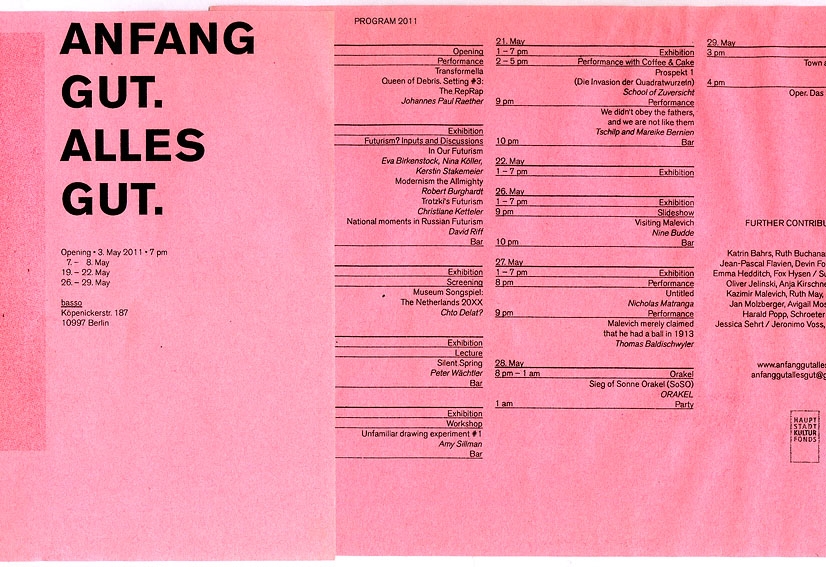 ANFANG
GUT.
ALLES
GUT.
Opening • 3. May 2011 • 7 pm
7. – 8. May
19. – 22. May
26. – 29. May
basso
Köpenickerstr. 187
10997 Berlin
PROGRAM 2011
Opening
Performance
Transformella
Queen of Debris. Setting #3:
The RepRap
Johannes Paul Raether
Exhibition
Futurism? Inputs and Discussions
In Our Futurism
Eva Birkenstock, Nina Köller,
Kerstin Stakemeier
Modernism the Allmighty
Robert Burghardt
Trotzki's Futurism
Christiane Ketteler
National moments in Russian Futurism
David Riff
Bar
Exhibition
Screening
Museum Songspiel:
The Netherlands 20XX
Chto Delat?
Exhibition
Lecture
Silent Spring
Peter Wächtler
Bar
Exhibition
Workshop
Unfamiliar drawing experiment #1
Amy Sillman
Bar
21. May
1 – 7 pm Exhibition
2 – 5 pm Performance with Coffee & Cake
Prospekt 1
(Die Invasion der Quadratwurzeln)
School of Zuversicht
9 pm Performance
We didn't obey the fathers,
and we are not like them
Tschilp and Mareike Bernien
10 pm Bar
22. May
1 – 7 pm Exhibition
26. May
1 – 7 pm Exhibition
9 pm Slideshow
Visiting Malevich
Nine Budde
10 pm Bar
27. May
1 – 7 pm Exhibition
8 pm Performance
Untitled
Nicholas Matranga
9 pm Performance
Malevich merely claimed
that he had a ball in 1913
Thomas Baldischwyler
28. May
8 pm – 1 am Orakel
Sieg of Sonne Orakel (SoSO)
ORAKEL
1 am Party
29. May
3 pm
Town a
4 pm
Oper. Das
FURTHER CONTRIBU
Katrin Bahrs, Ruth Buchana
Jean-Pascal Flavien, Devin Fo
Emma Hedditch, Fox Hysen / Su
Oliver Jelinski, Anja Kirschne
Kazimir Malevich, Ruth May,
Jan Molzberger, Avigail Mos
Harald Popp, Schroeter
Jessica Sehrt / Jeronimo Voss,
www.anfanggutalles
anfanggutallesgut@g
HAUPT
STADT
KULTUR
FONDS